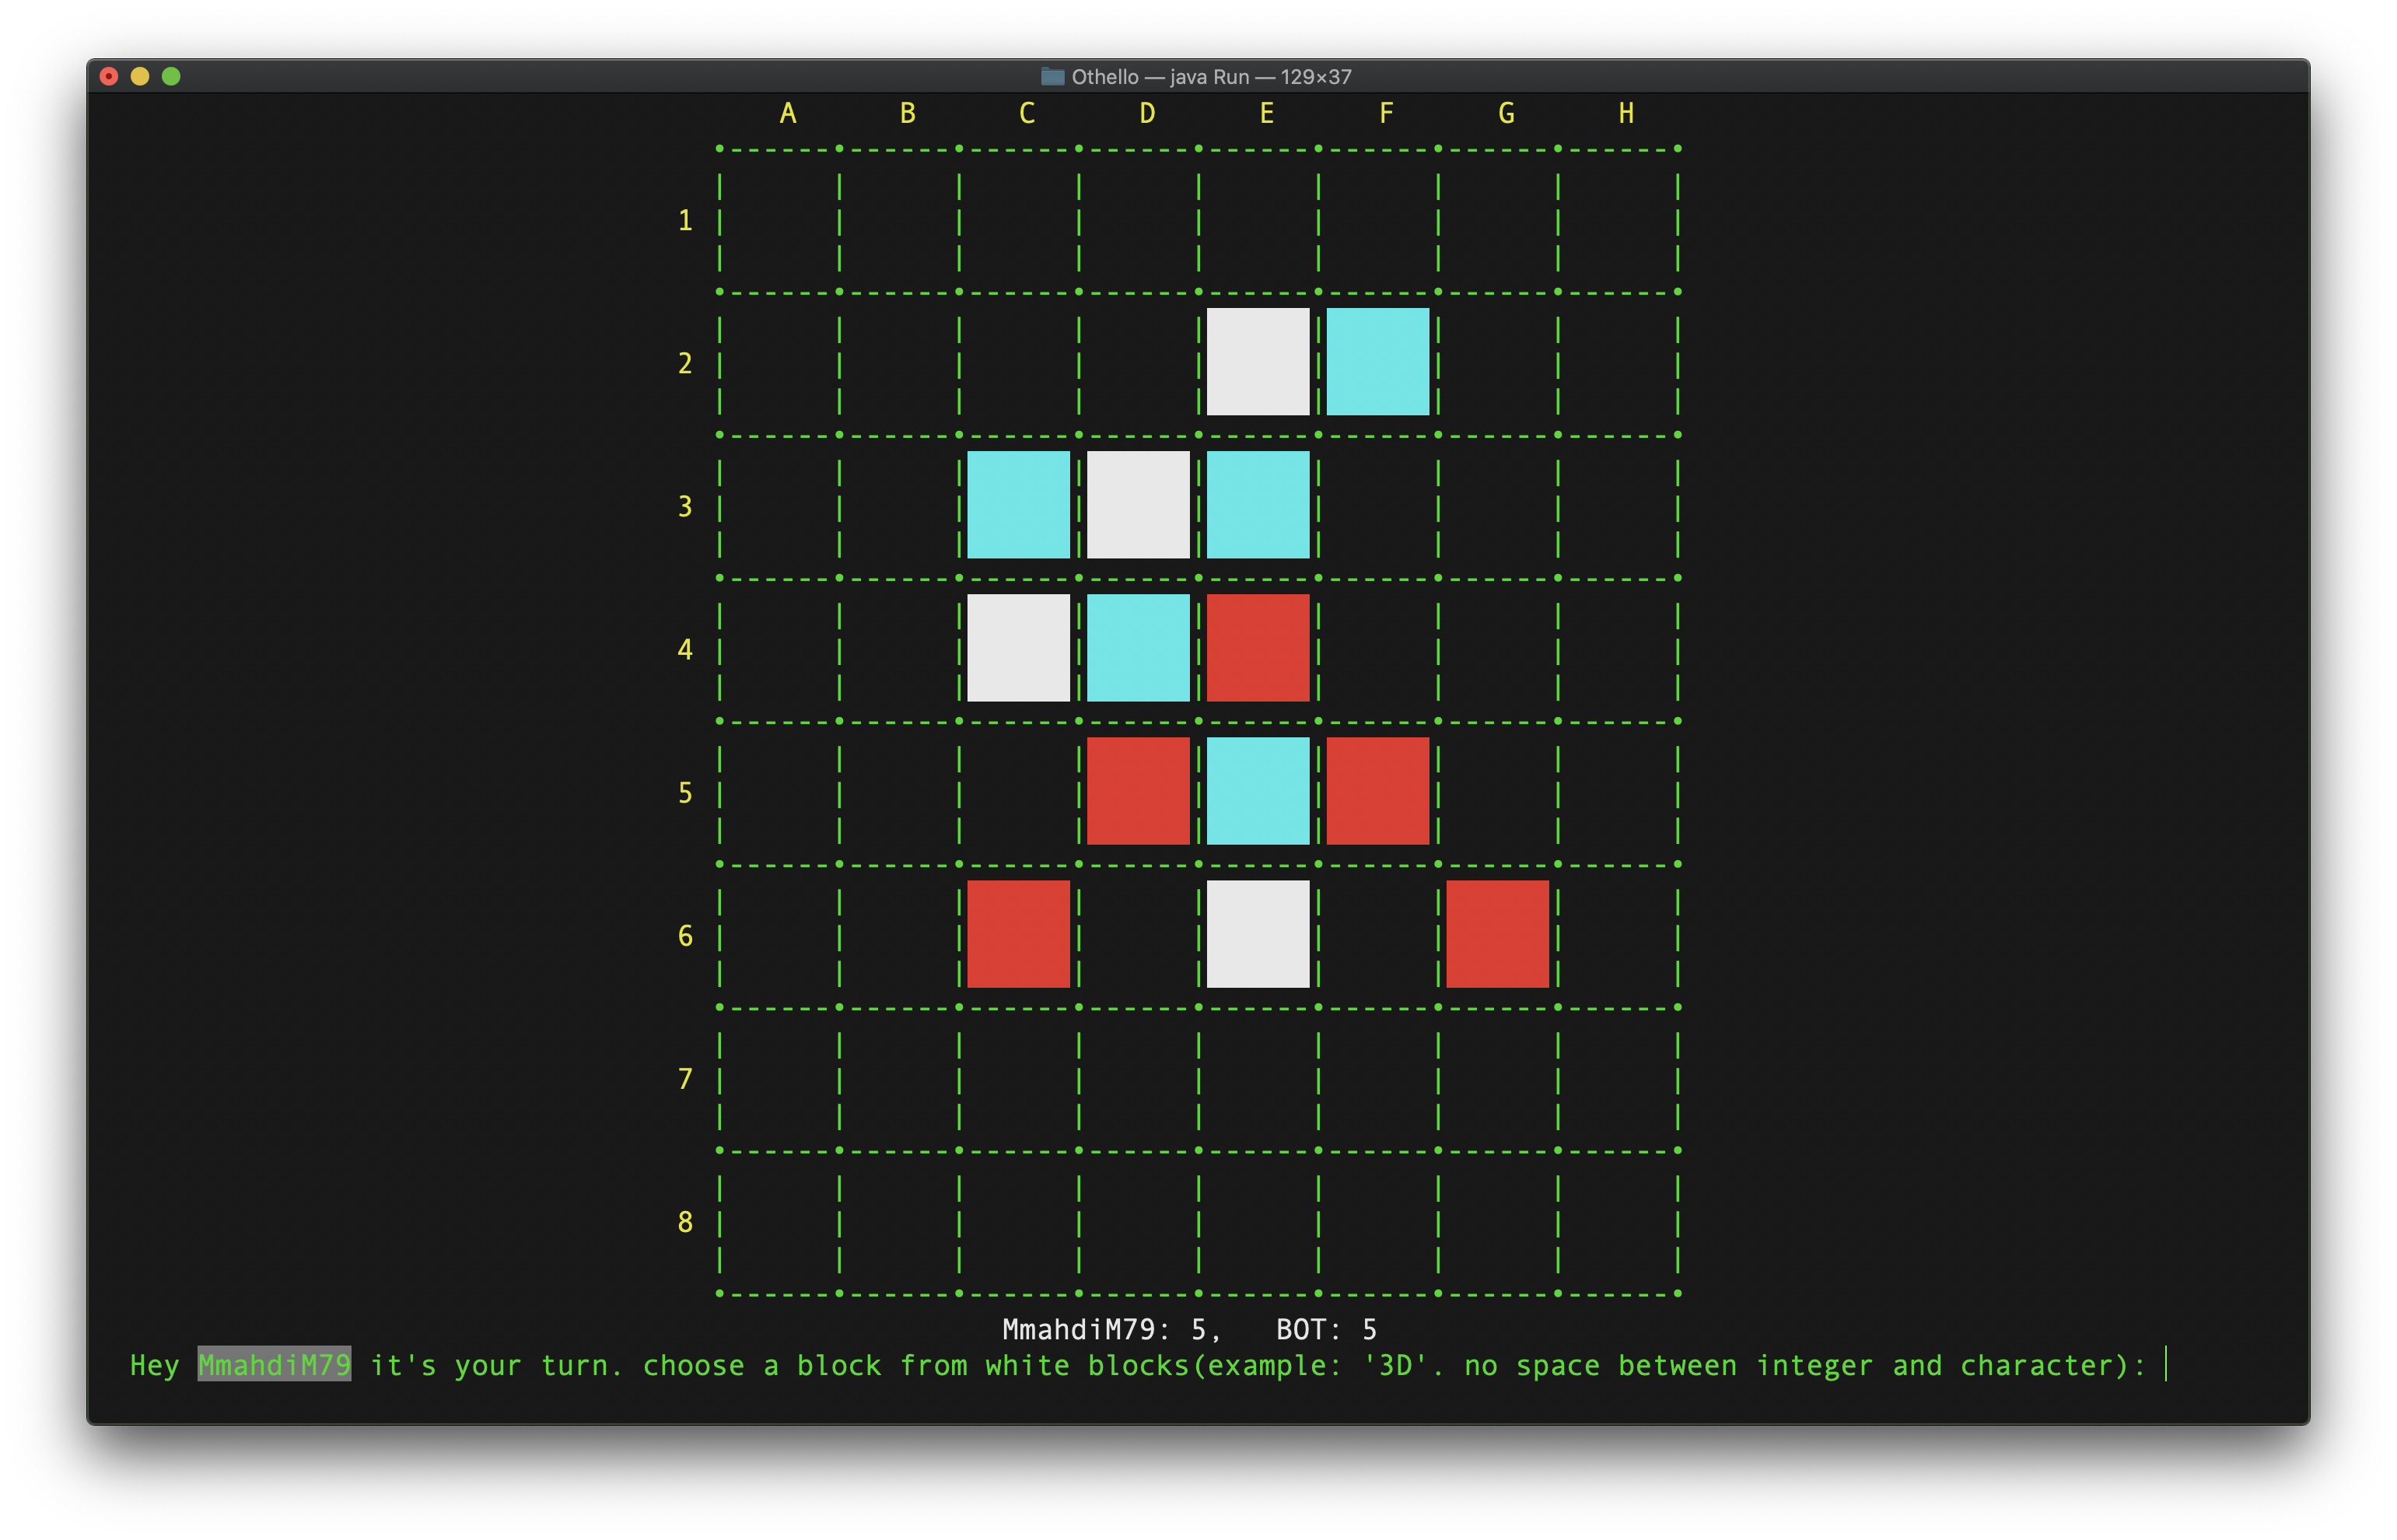 Othello — java Run — 129×37
A B C D E F G H
1
2
3
4
5
6
7
8
MmahdiM79: 5,   BOT: 5
Hey MmahdiM79 it's your turn. choose a block from white blocks(example: '3D'. no space between integer and character):